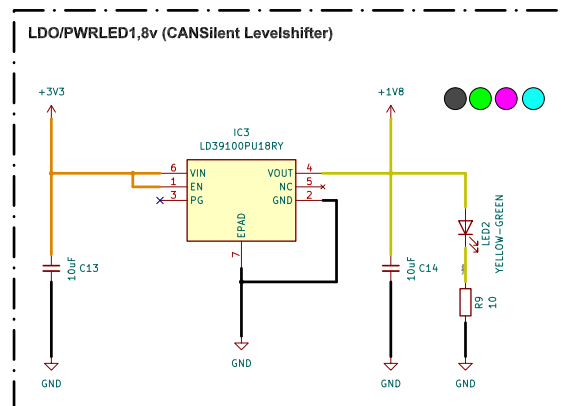 LDO/PWRLED1,8v (CANSilent Levelshifter)
+3V3
+1V8
IC3
LD39100PU18RY
6 VIN VOUT 4
1 EN NC 5
3 PG GND 2
EPAD
7
10uF C13
10uF C14
LED2
YELLOW-GREEN
R9
10
GND
GND
GND
GND